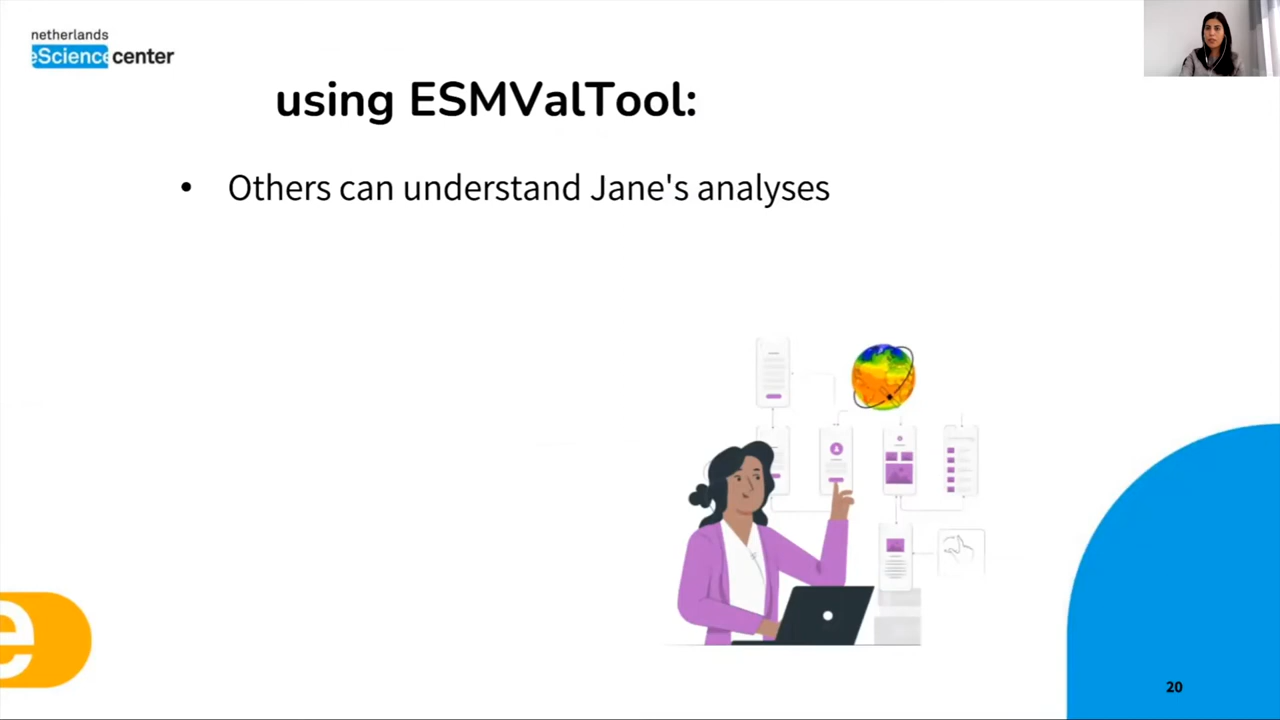 netherlands
eScience center
using ESMValTool:
• Others can understand Jane's analyses
e
20